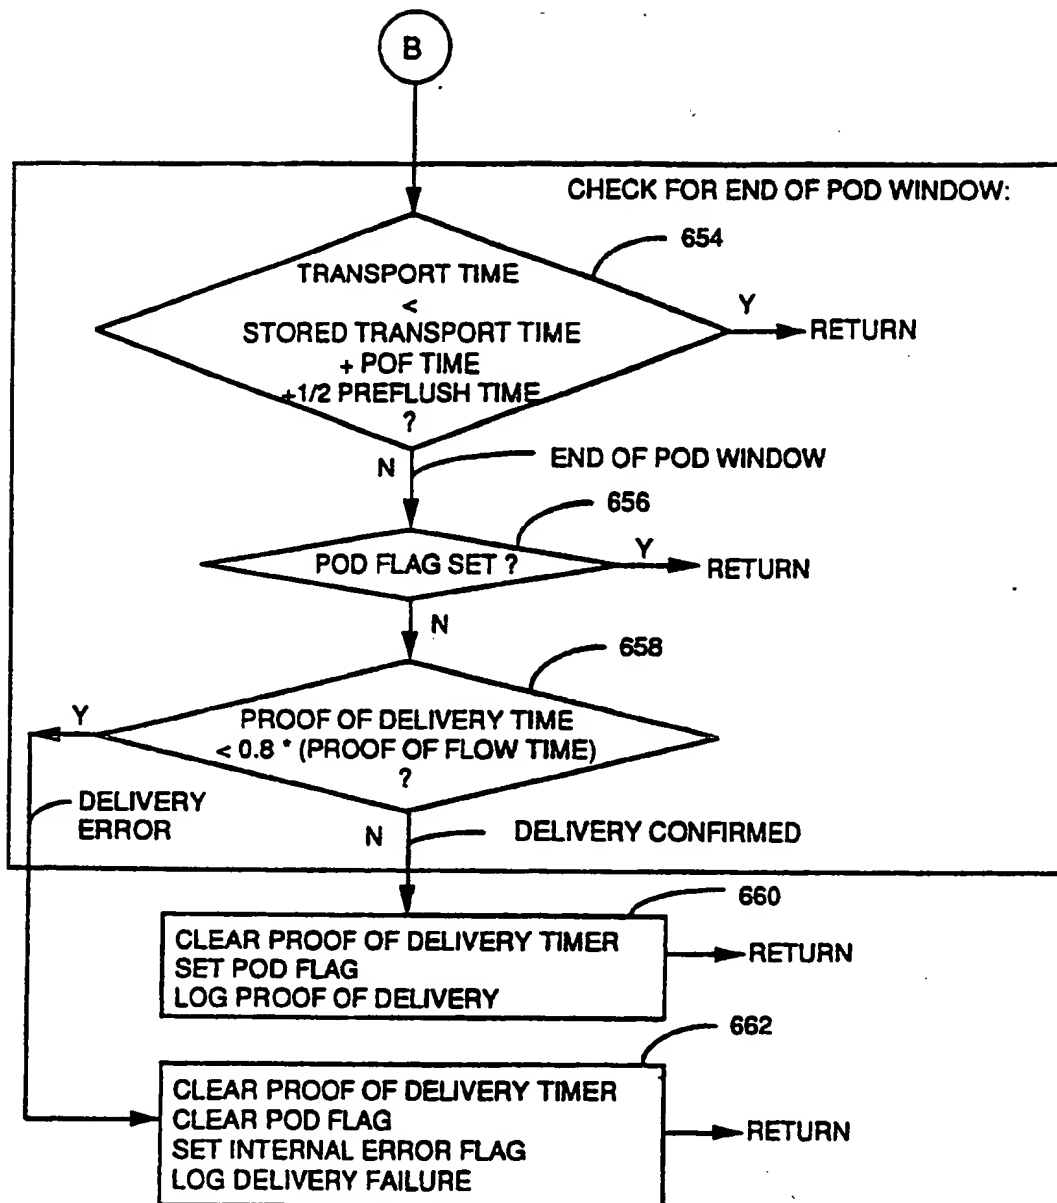 B
CHECK FOR END OF POD WINDOW:
654
TRANSPORT TIME
<
STORED TRANSPORT TIME
+ POF TIME
+1/2 PREFLUSH TIME
?
Y
RETURN
N
END OF POD WINDOW
656
POD FLAG SET ?
Y
RETURN
N
658
PROOF OF DELIVERY TIME
< 0.8 * (PROOF OF FLOW TIME)
?
Y
DELIVERY
ERROR
N
DELIVERY CONFIRMED
660
CLEAR PROOF OF DELIVERY TIMER
SET POD FLAG
LOG PROOF OF DELIVERY
RETURN
662
CLEAR PROOF OF DELIVERY TIMER
CLEAR POD FLAG
SET INTERNAL ERROR FLAG
LOG DELIVERY FAILURE
RETURN